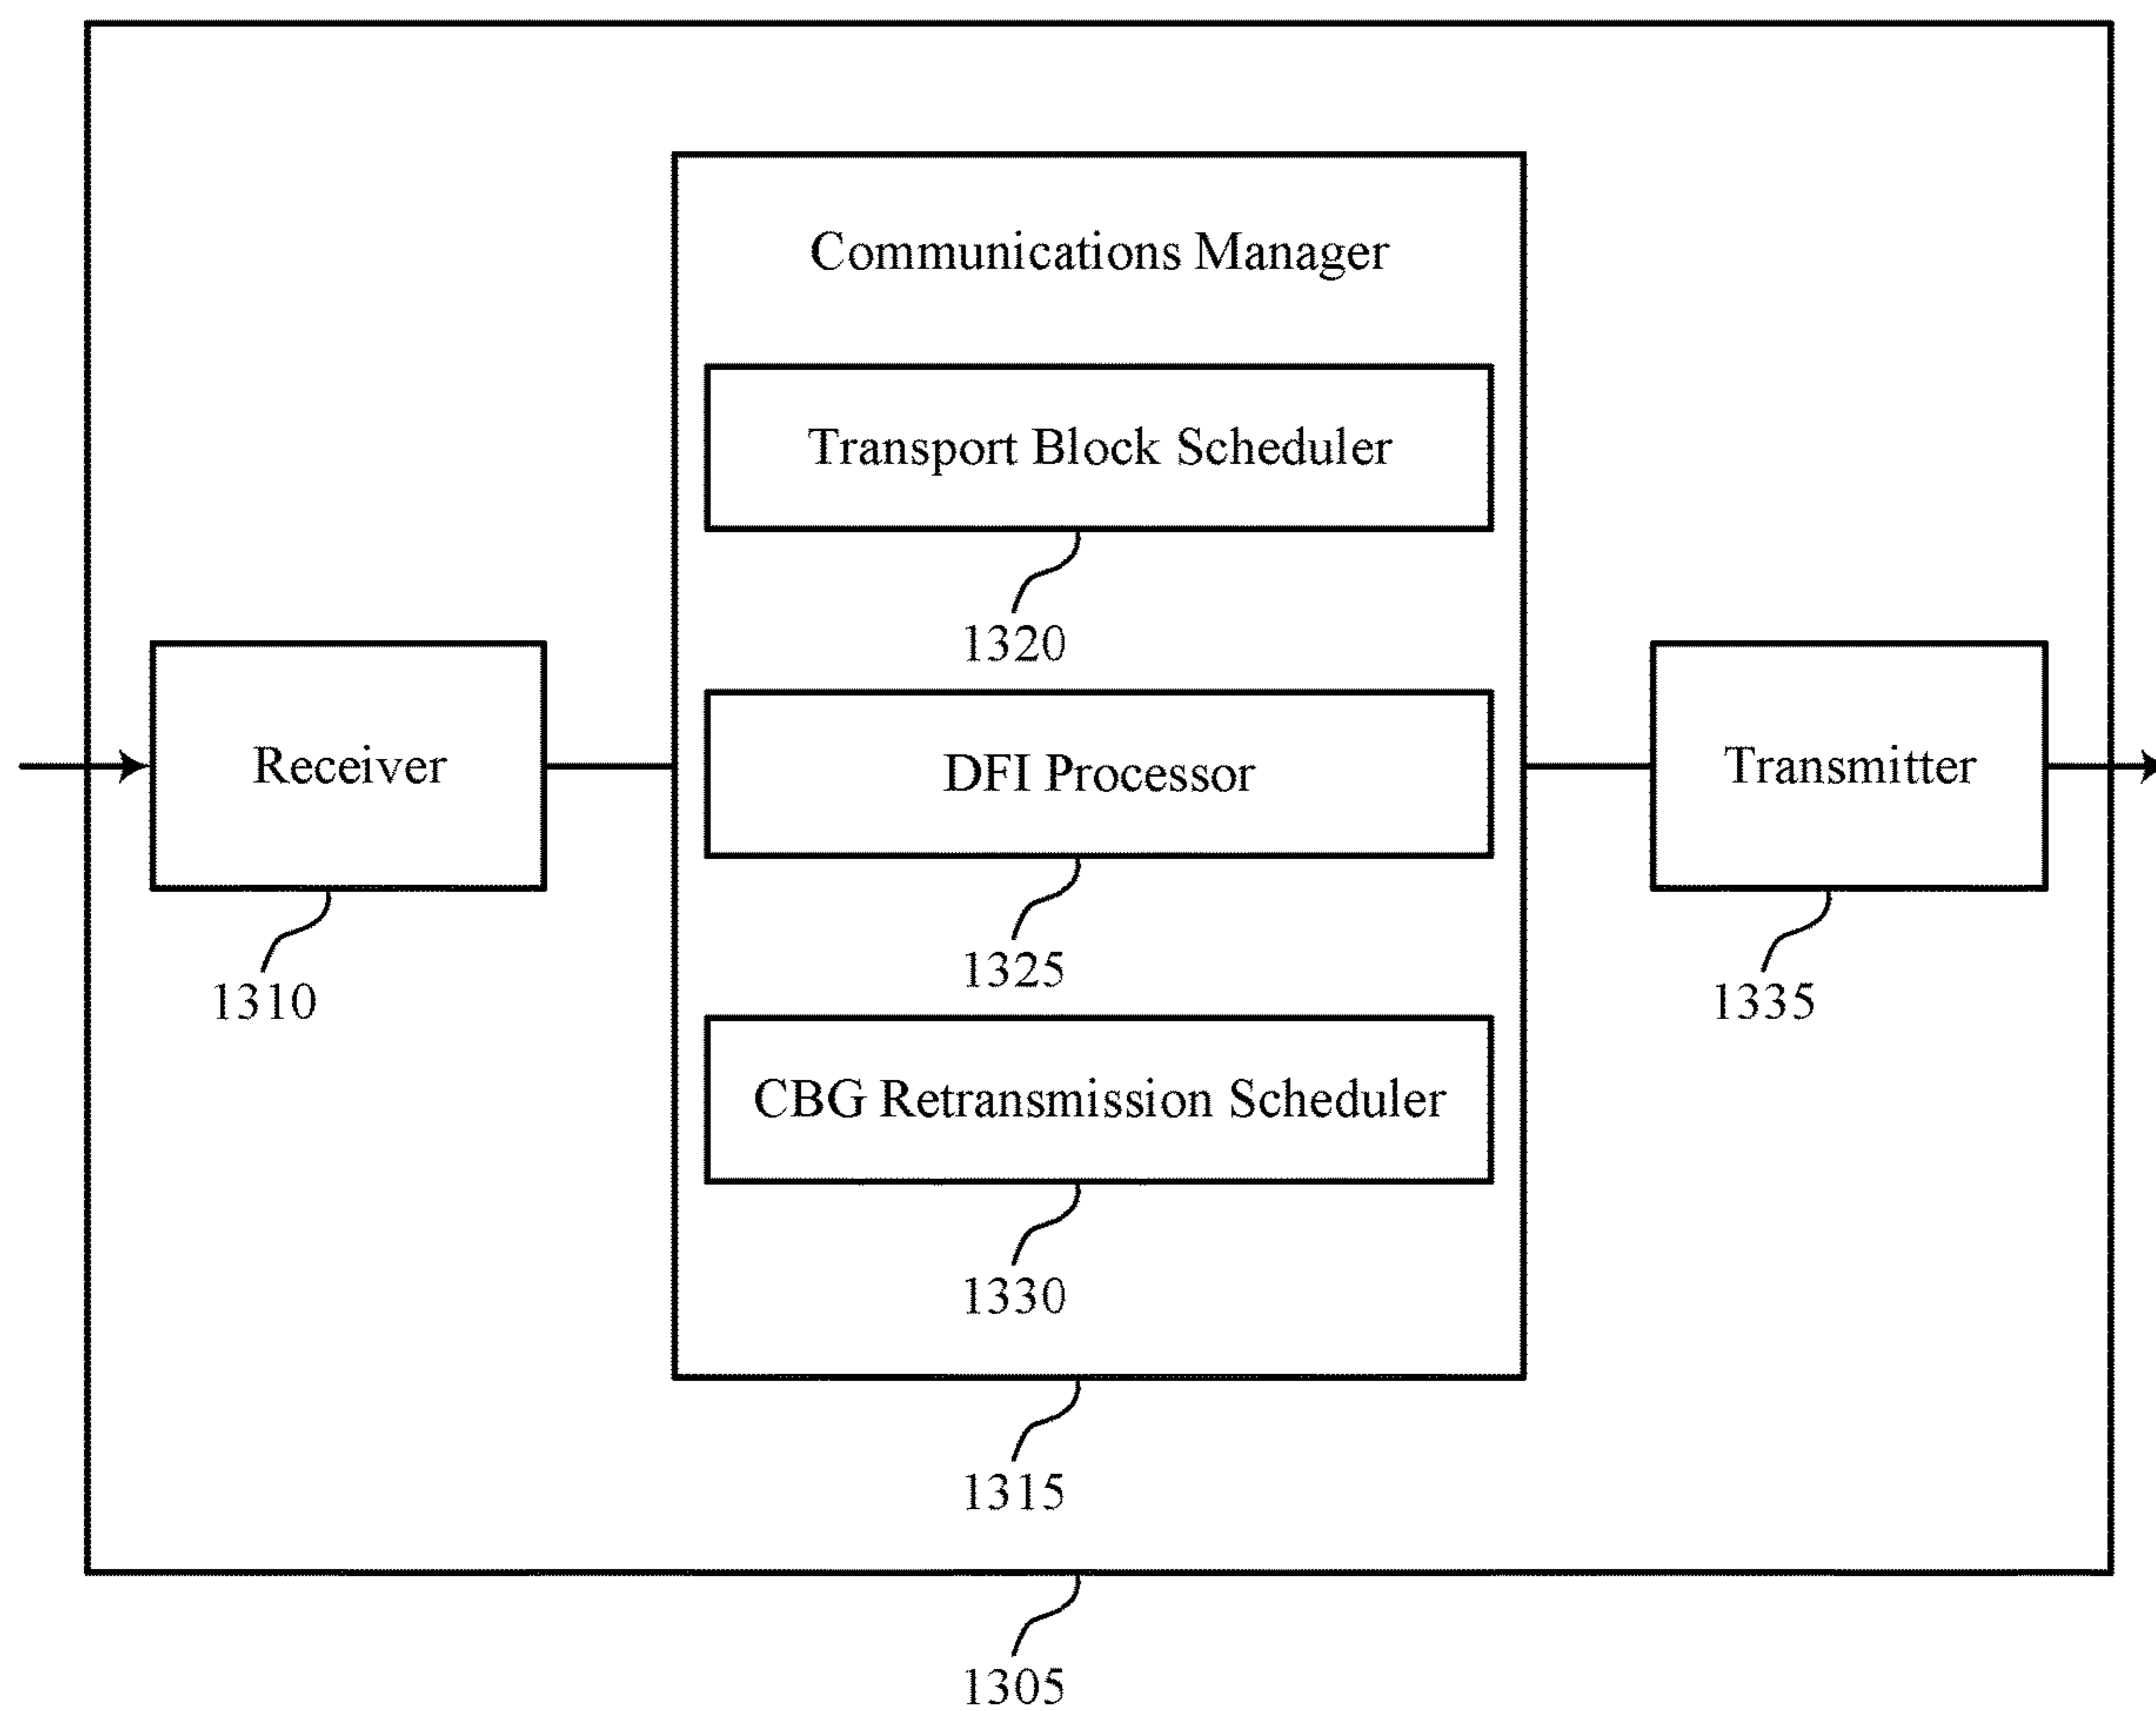 Communications Manager
Transport Block Scheduler
1320
Receiver
1310
DFI Processor
1325
Transmitter
1335
CBG Retransmission Scheduler
1330
1315
1305